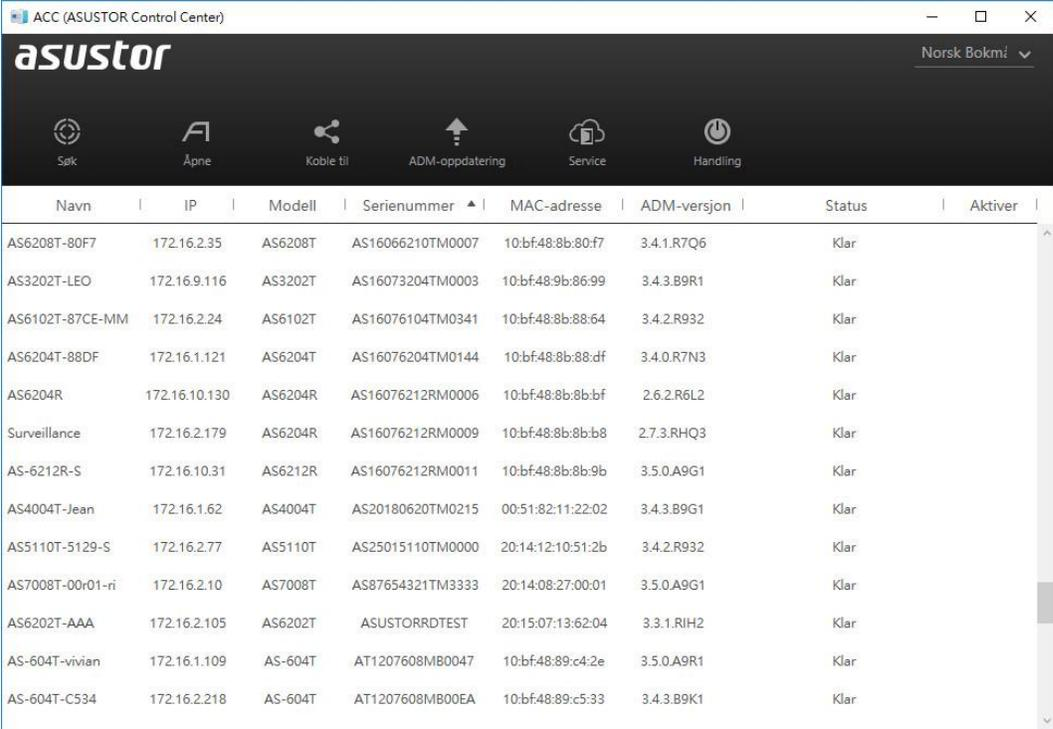 ACC (ASUSTOR Control Center)
asustor
Norsk Bokmå
Søk Åpne Koble til ADM-oppdatering Service Handling
Navn IP Modell Serienummer MAC-adresse ADM-versjon Status Aktiver
AS6208T-80F7 172.16.2.35 AS6208T AS16066210TM0007 10:bf:48:8b:80:f7 3.4.1.R7Q6 Klar
AS3202T-LEO 172.16.9.116 AS3202T AS16073204TM0003 10:bf:48:9b:86:99 3.4.3.B9R1 Klar
AS6102T-87CE-MM 172.16.2.24 AS6102T AS16076104TM0341 10:bf:48:8b:88:64 3.4.2.R932 Klar
AS6204T-88DF 172.16.1.121 AS6204T AS16076204TM0144 10:bf:48:8b:88:df 3.4.0.R7N3 Klar
AS6204R 172.16.10.130 AS6204R AS16076212RM0006 10:bf:48:8b:8b:bf 2.6.2.R6L2 Klar
Surveillance 172.16.2.179 AS6204R AS16076212RM0009 10:bf:48:8b:8b:b8 2.7.3.RHQ3 Klar
AS-6212R-S 172.16.10.31 AS6212R AS16076212RM0011 10:bf:48:8b:8b:9b 3.5.0.A9G1 Klar
AS4004T-Jean 172.16.1.62 AS4004T AS20180620TM0215 00:51:82:11:22:02 3.4.3.B9G1 Klar
AS5110T-5129-S 172.16.2.77 AS5110T AS25015110TM0000 20:14:12:10:51:2b 3.4.2.R932 Klar
AS7008T-00r01-ri 172.16.2.10 AS7008T AS87654321TM3333 20:14:08:27:00:01 3.5.0.A9G1 Klar
AS6202T-AAA 172.16.2.105 AS6202T ASUSTORRDTEST 20:15:07:13:62:04 3.3.1.RIH2 Klar
AS-604T-vivian 172.16.1.109 AS-604T AT1207608MB0047 10:bf:48:89:c4:2e 3.5.0.A9R1 Klar
AS-604T-C534 172.16.2.218 AS-604T AT1207608MB00EA 10:bf:48:89:c5:33 3.4.3.B9K1 Klar